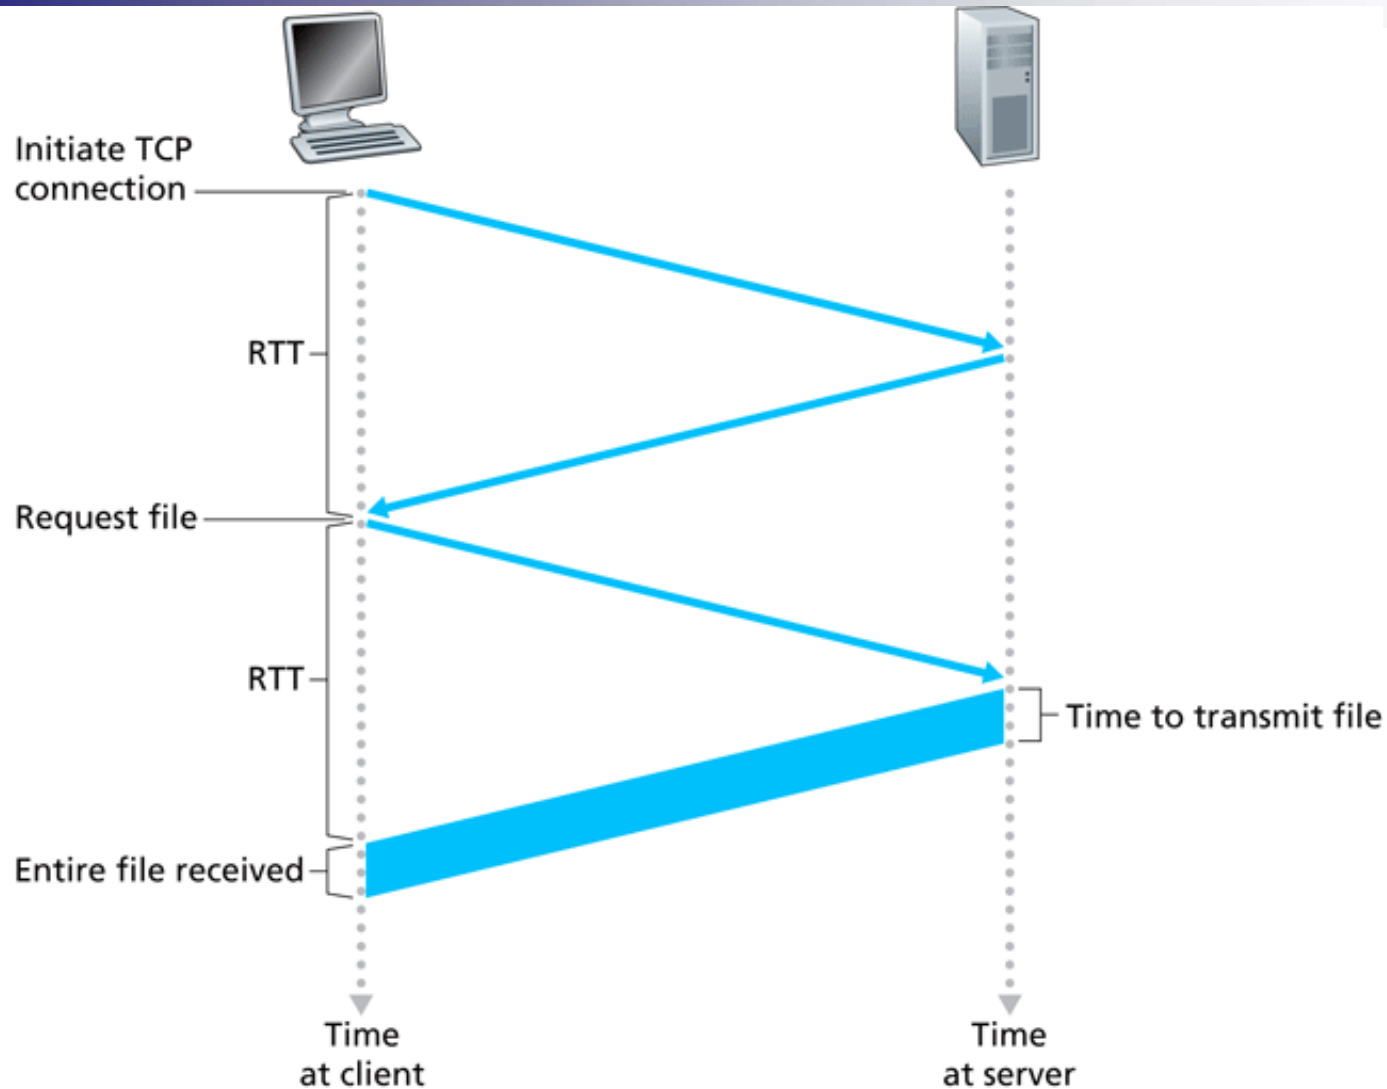 Initiate TCP
connection
RTT
Request file
RTT
Time to transmit file
Entire file received
Time
at client
Time
at server